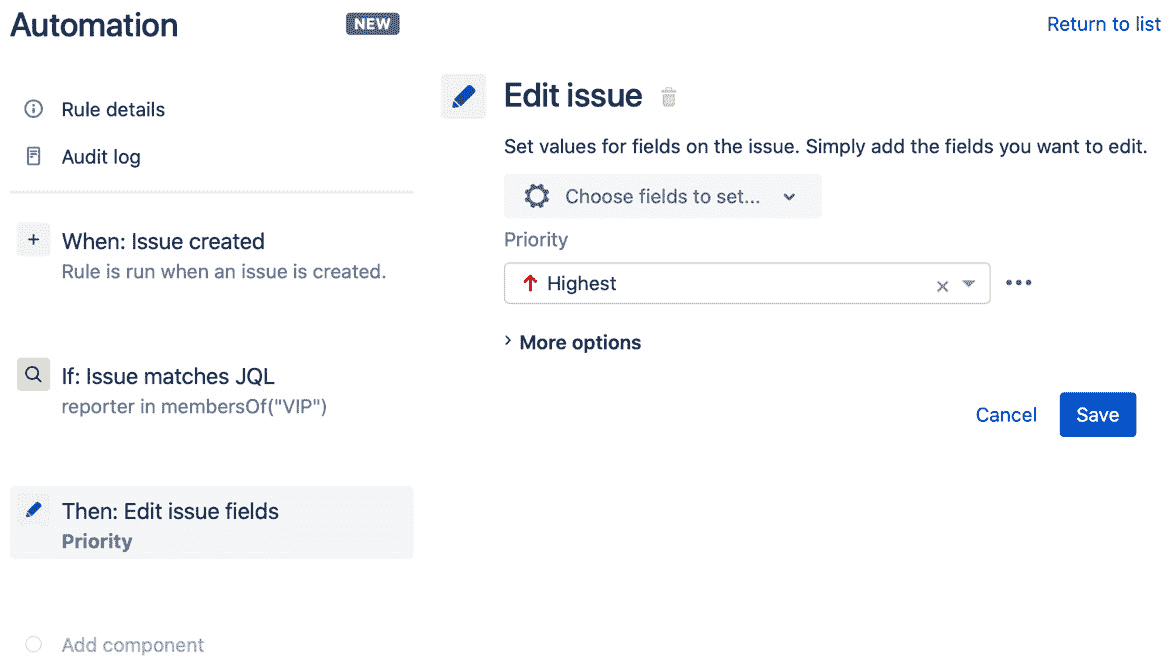 Automation
NEW
Return to list
Rule details
Audit log
When: Issue created
Rule is run when an issue is created.
If: Issue matches JQL
reporter in membersOf("VIP")
Then: Edit issue fields
Priority
Add component
Edit issue
Set values for fields on the issue. Simply add the fields you want to edit.
Choose fields to set...
Priority
Highest
More options
Cancel
Save